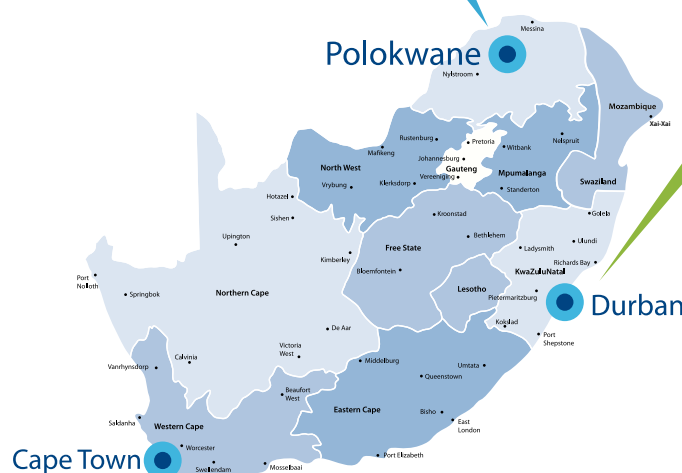 Messina
Polokwane
Nylstroom
Mozambique
Xai-Xai
Rustenburg
Pretoria
Mafikeng
Witbank
Nelspruit
Johannesburg
North West
Gauteng
Mpumalanga
Vereeniging
Vrybung
Klerksdorp
Standerton
Swaziland
Hotazel
Kroonstad
Golela
Sishen
Upington
Bethlehem
Free State
Ladysmith
Ulundi
Kimberley
Richards Bay
Bloemfontein
KwaZuluNatal
Port
Nolloth
Springbok
Northern Cape
Lesotho
Pietermaritzburg
Durban
Kokstad
De Aar
Port
Shepstone
Victoria
West
Calvinia
Middelburg
Vanrhynsdorp
Umtata
Queenstown
Beaufort
West
Eastern Cape
Bisho
Saldanha
Western Cape
East
London
Worcester
Cape Town
Swellendam
Mosselbaai
Port Elizabeth